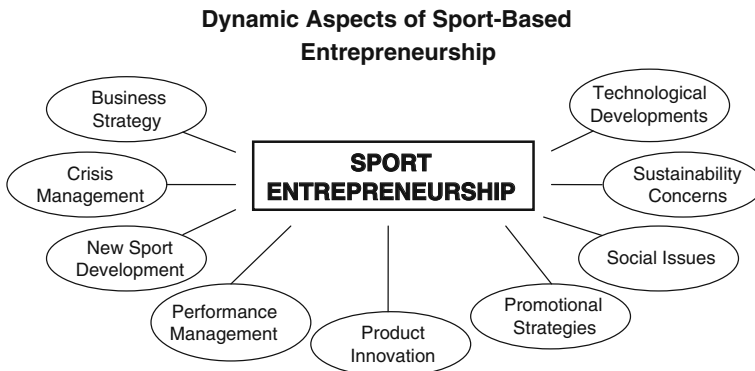 Dynamic Aspects of Sport-Based
Entrepreneurship
Business
Strategy
Technological
Developments
SPORT
ENTREPRENEURSHIP
Crisis
Management
Sustainability
Concerns
New Sport
Development
Social Issues
Performance
Management
Product
Innovation
Promotional
Strategies